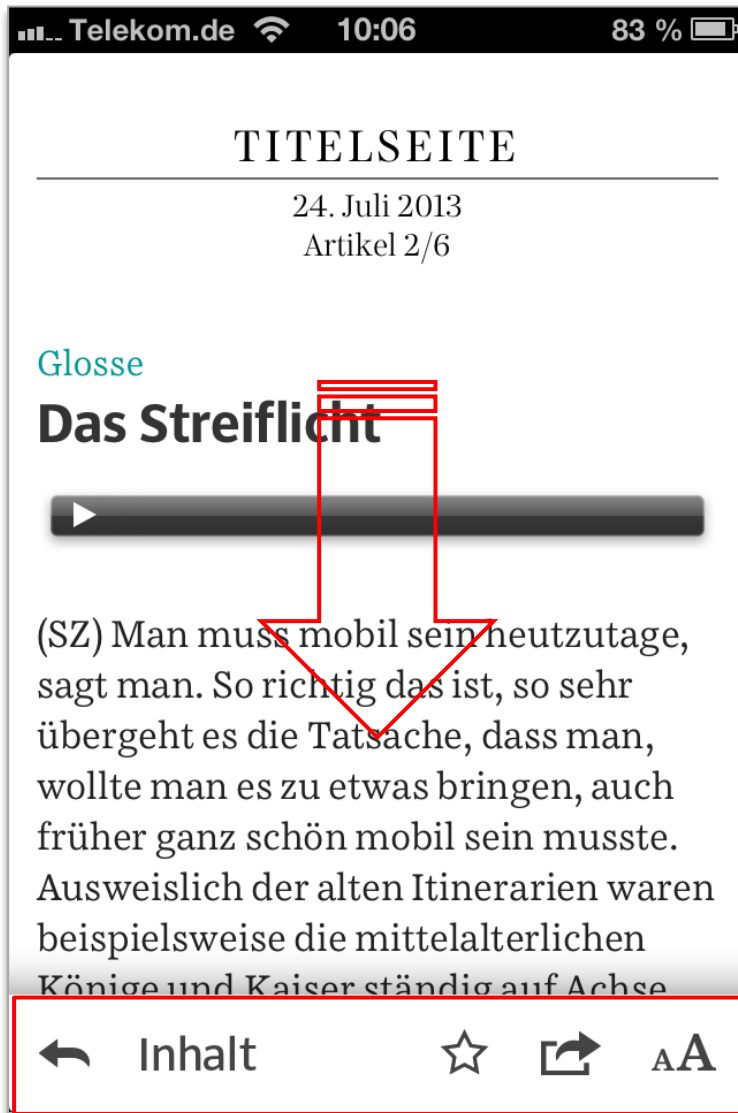 Telekom.de 10:06 83 %
TITELSEITE
24. Juli 2013
Artikel 2/6
Glosse
Das Streiflicht
(SZ) Man muss mobil sein heutzutage,
sagt man. So richtig das ist, so sehr
übergeht es die Tatsache, dass man,
wollte man es zu etwas bringen, auch
früher ganz schön mobil sein musste.
Ausweislich der alten Itinerarien waren
beispielsweise die mittelalterlichen
Könige und Kaiser ständig auf Achse
Inhalt AA